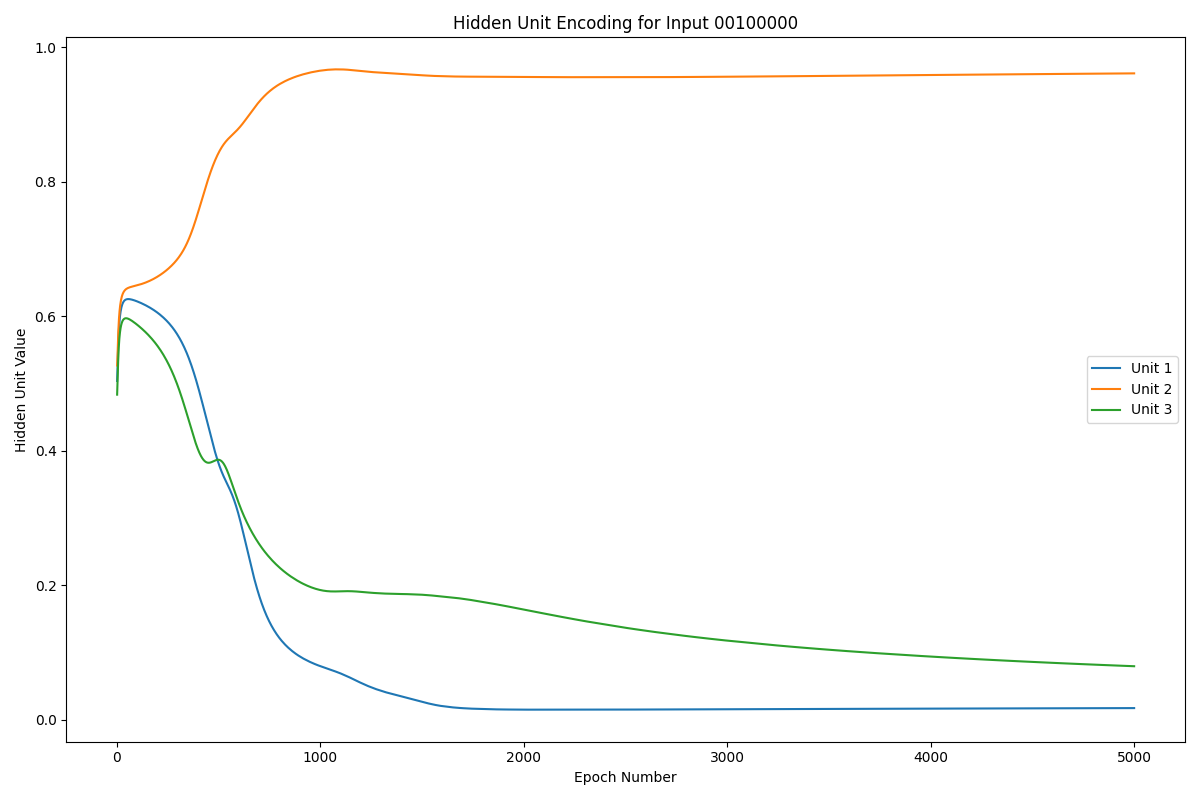 Hidden Unit Encoding for Input 00100000
1.0
0.8
0.6
0.4
0.2
0.0
Hidden Unit Value
Unit 1
Unit 2
Unit 3
0 1000 2000 3000 4000 5000
Epoch Number